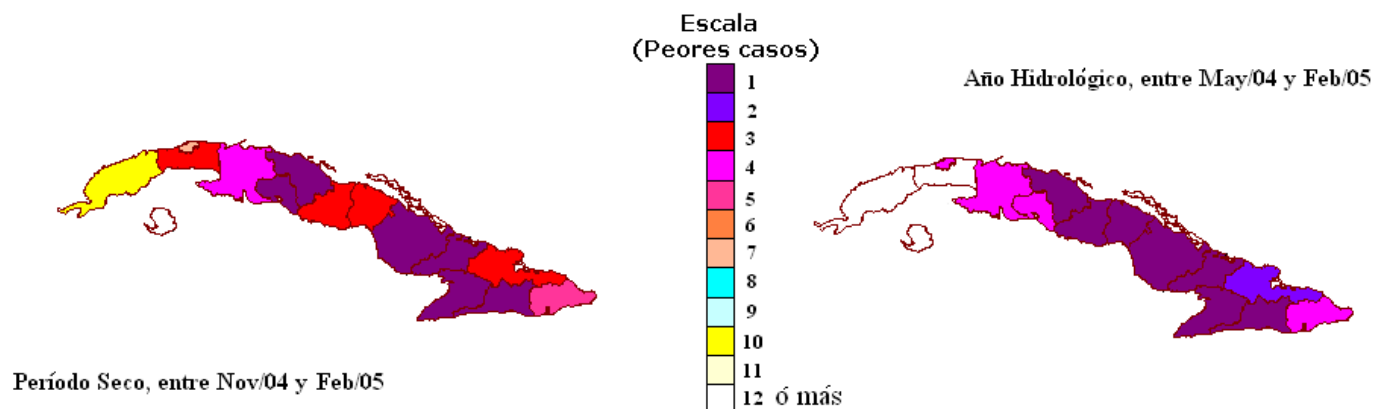 Escala
(Peores casos)
1
2
3
4
5
6
7
8
9
10
11
12 ó más
Año Hidrológico, entre May/04 y Feb/05
Período Seco, entre Nov/04 y Feb/05